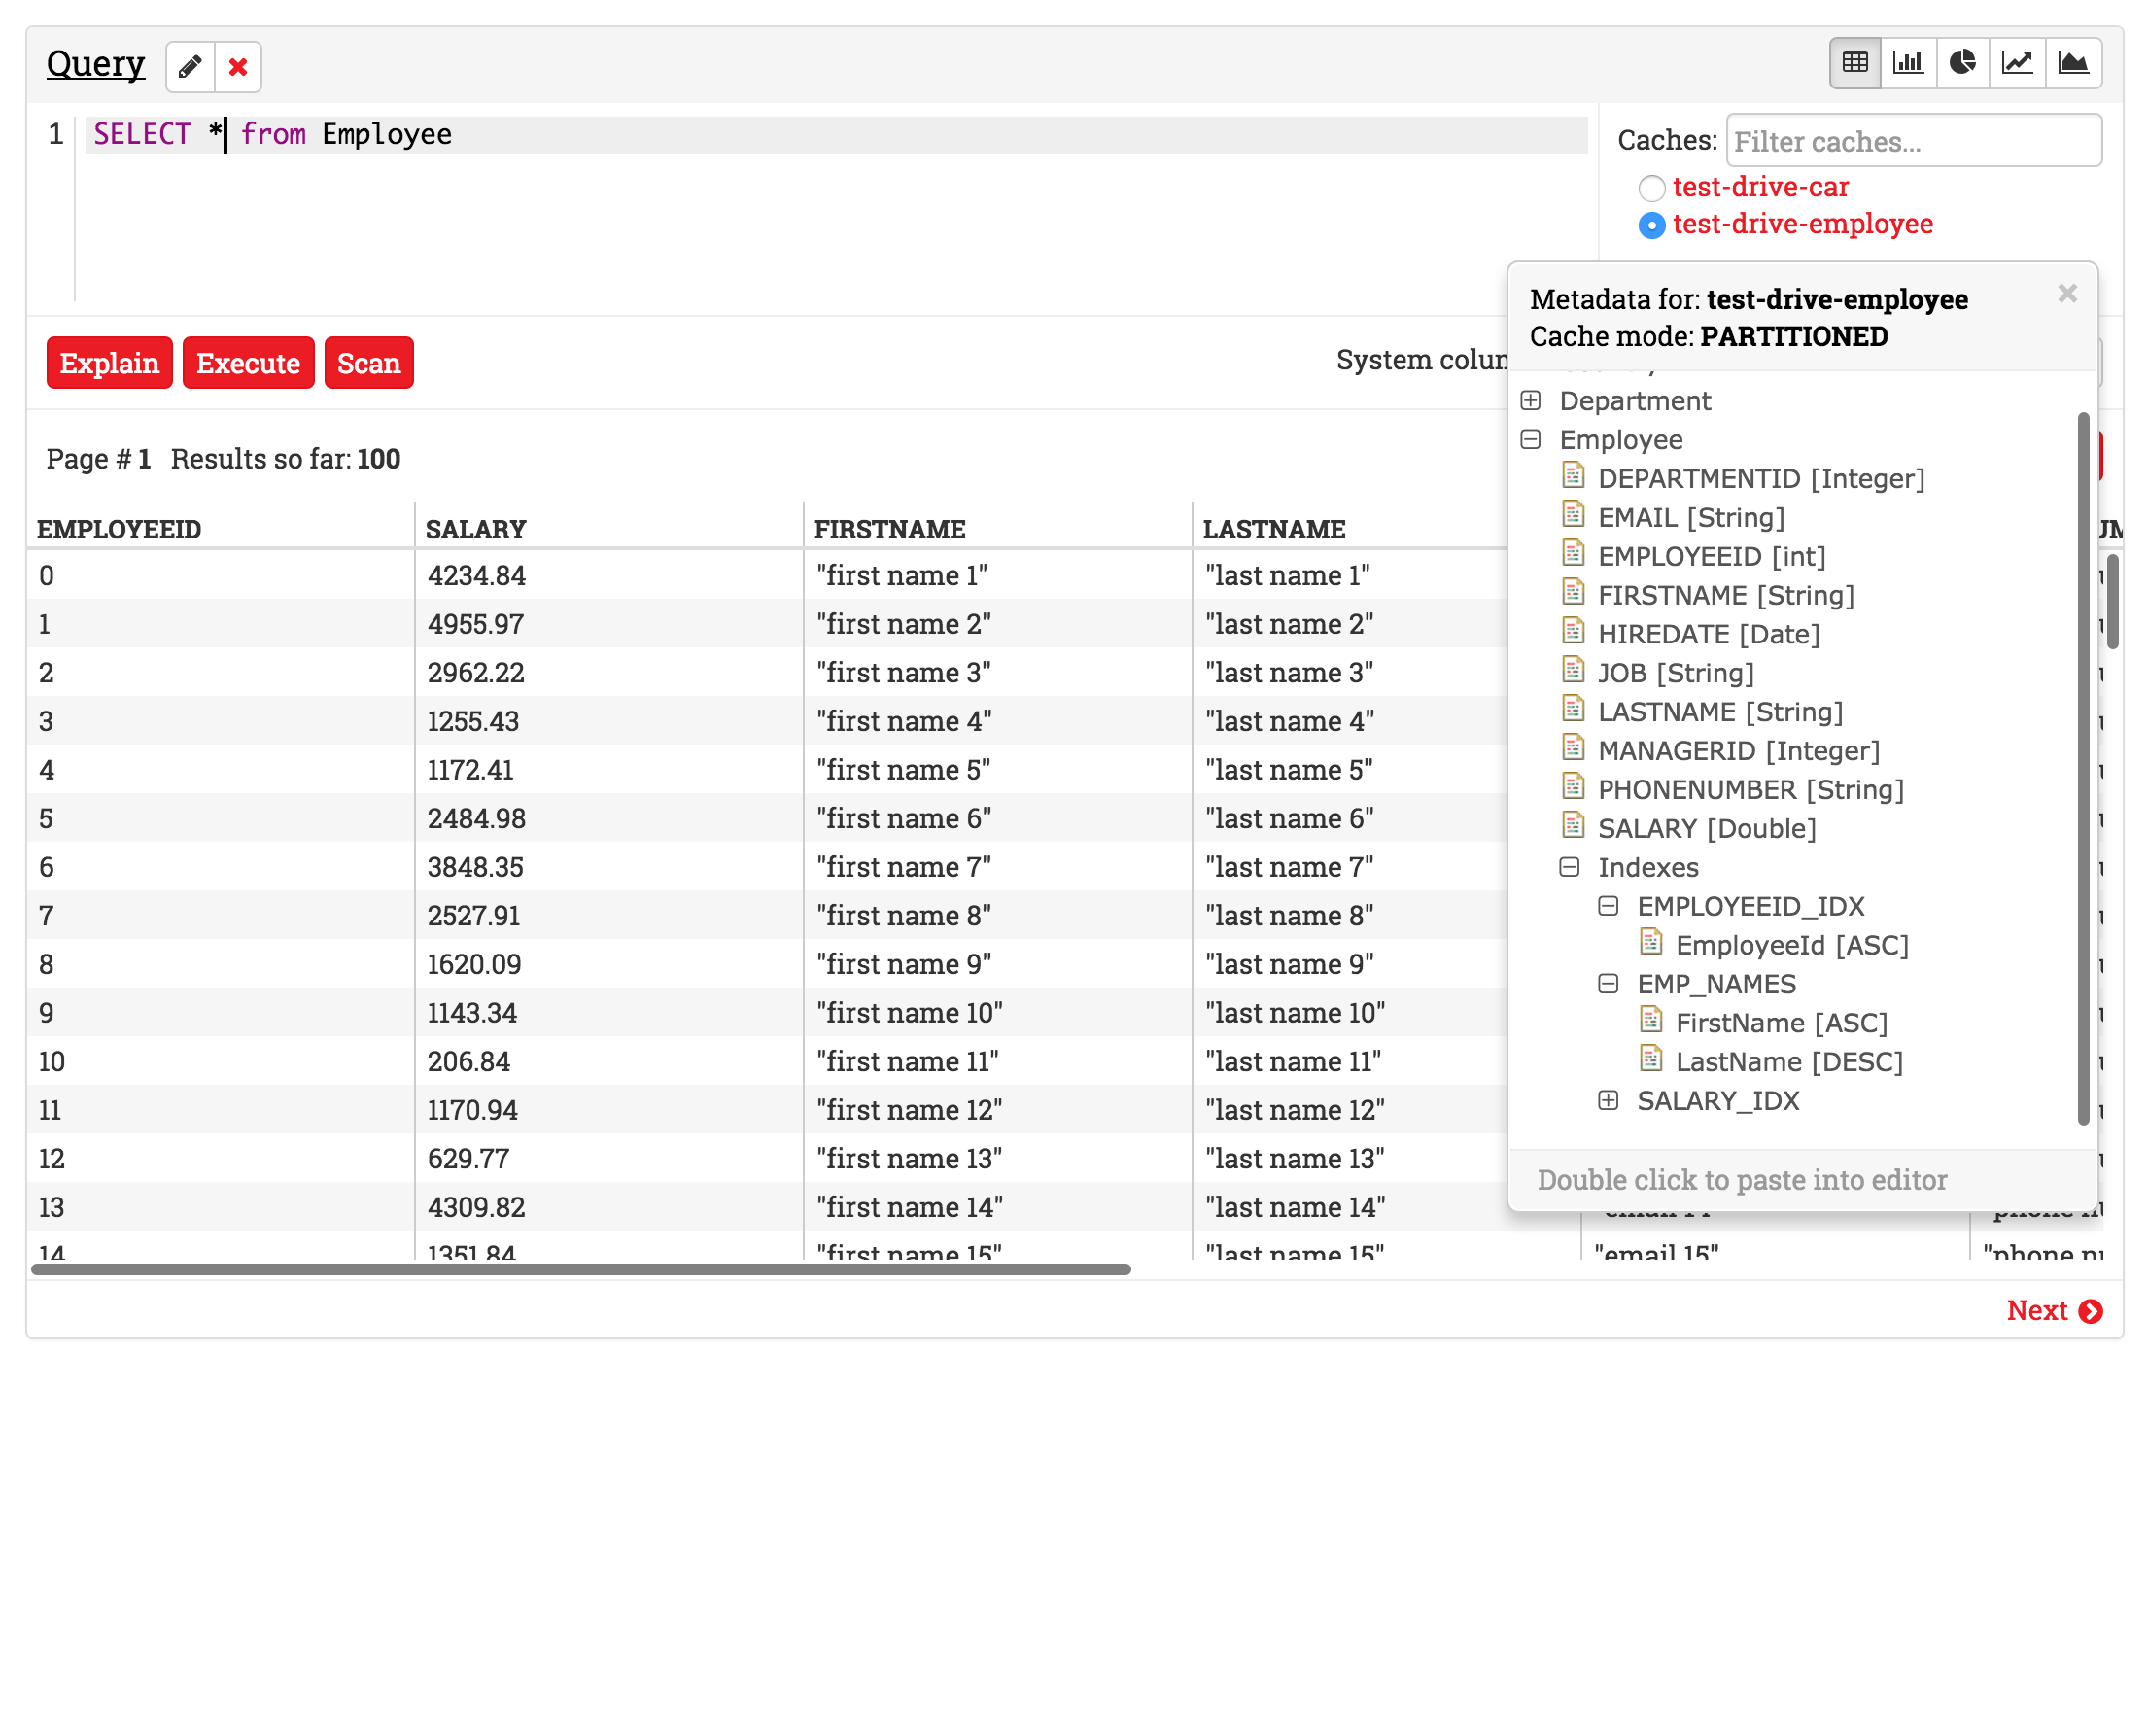 Query
1 SELECT * from Employee
Caches: Filter caches...
test-drive-car
test-drive-employee
Metadata for: test-drive-employee
Cache mode: PARTITIONED
Department
Employee
DEPARTMENTID [Integer]
EMAIL [String]
EMPLOYEEID [int]
FIRSTNAME [String]
HIREDATE [Date]
JOB [String]
LASTNAME [String]
MANAGERID [Integer]
PHONENUMBER [String]
SALARY [Double]
Indexes
EMPLOYEEID_IDX
EmployeeId [ASC]
EMP_NAMES
FirstName [ASC]
LastName [DESC]
SALARY_IDX
Double click to paste into editor
Explain Execute Scan System
Page # 1 Results so far: 100
EMPLOYEEID SALARY FIRSTNAME LASTNAME
0 4234.84 "first name 1" "last name 1"
1 4955.97 "first name 2" "last name 2"
2 2962.22 "first name 3" "last name 3"
3 1255.43 "first name 4" "last name 4"
4 1172.41 "first name 5" "last name 5"
5 2484.98 "first name 6" "last name 6"
6 3848.35 "first name 7" "last name 7"
7 2527.91 "first name 8" "last name 8"
8 1620.09 "first name 9" "last name 9"
9 1143.34 "first name 10" "last name 10"
10 206.84 "first name 11" "last name 11"
11 1170.94 "first name 12" "last name 12"
12 629.77 "first name 13" "last name 13"
13 4309.82 "first name 14" "last name 14"
14 1351.84 "first name 15" "last name 15" "email 15" "phone
Next